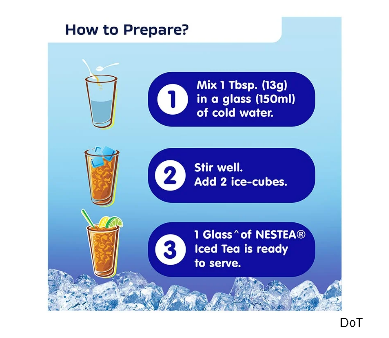 How to Prepare?
1
Mix 1 Tbsp. (13g)
in a glass (150ml)
of cold water.
2
Stir well.
Add 2 ice-cubes.
3
1 Glass^of NESTEA®
Iced Tea is ready
to serve.
DoT